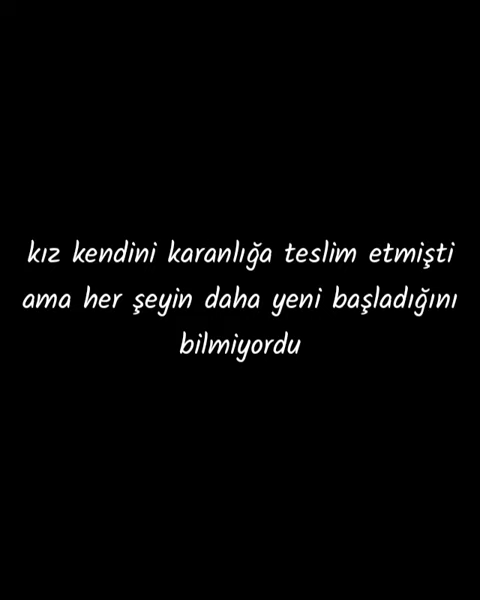 kız kendini karanlığa teslim etmişti
ama her şeyin daha yeni başladığını
bilmiyordu